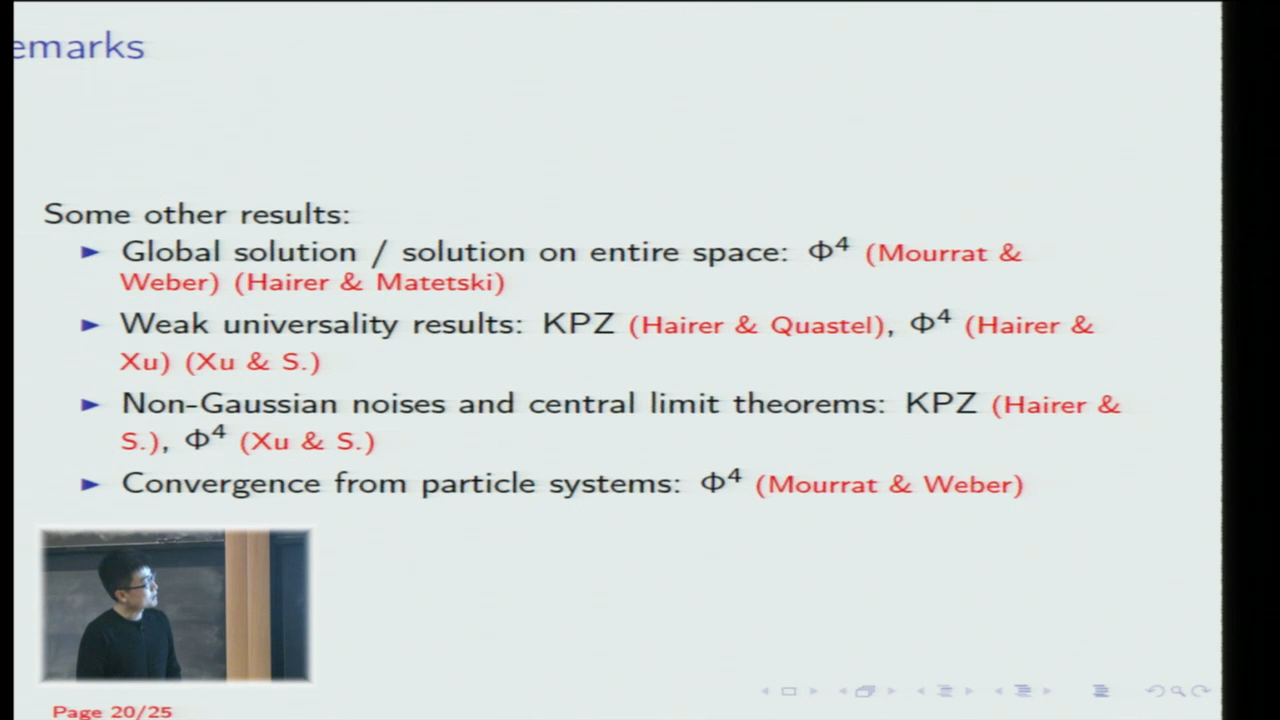 emarks
Some other results:
► Global solution / solution on entire space: Φ⁴ (Mourrat &
Weber) (Hairer & Matetski)
► Weak universality results: KPZ (Hairer & Quastel), Φ⁴ (Hairer &
Xu) (Xu & S.)
► Non-Gaussian noises and central limit theorems: KPZ (Hairer &
S.), Φ⁴ (Xu & S.)
► Convergence from particle systems: Φ⁴ (Mourrat & Weber)
Page 20/25